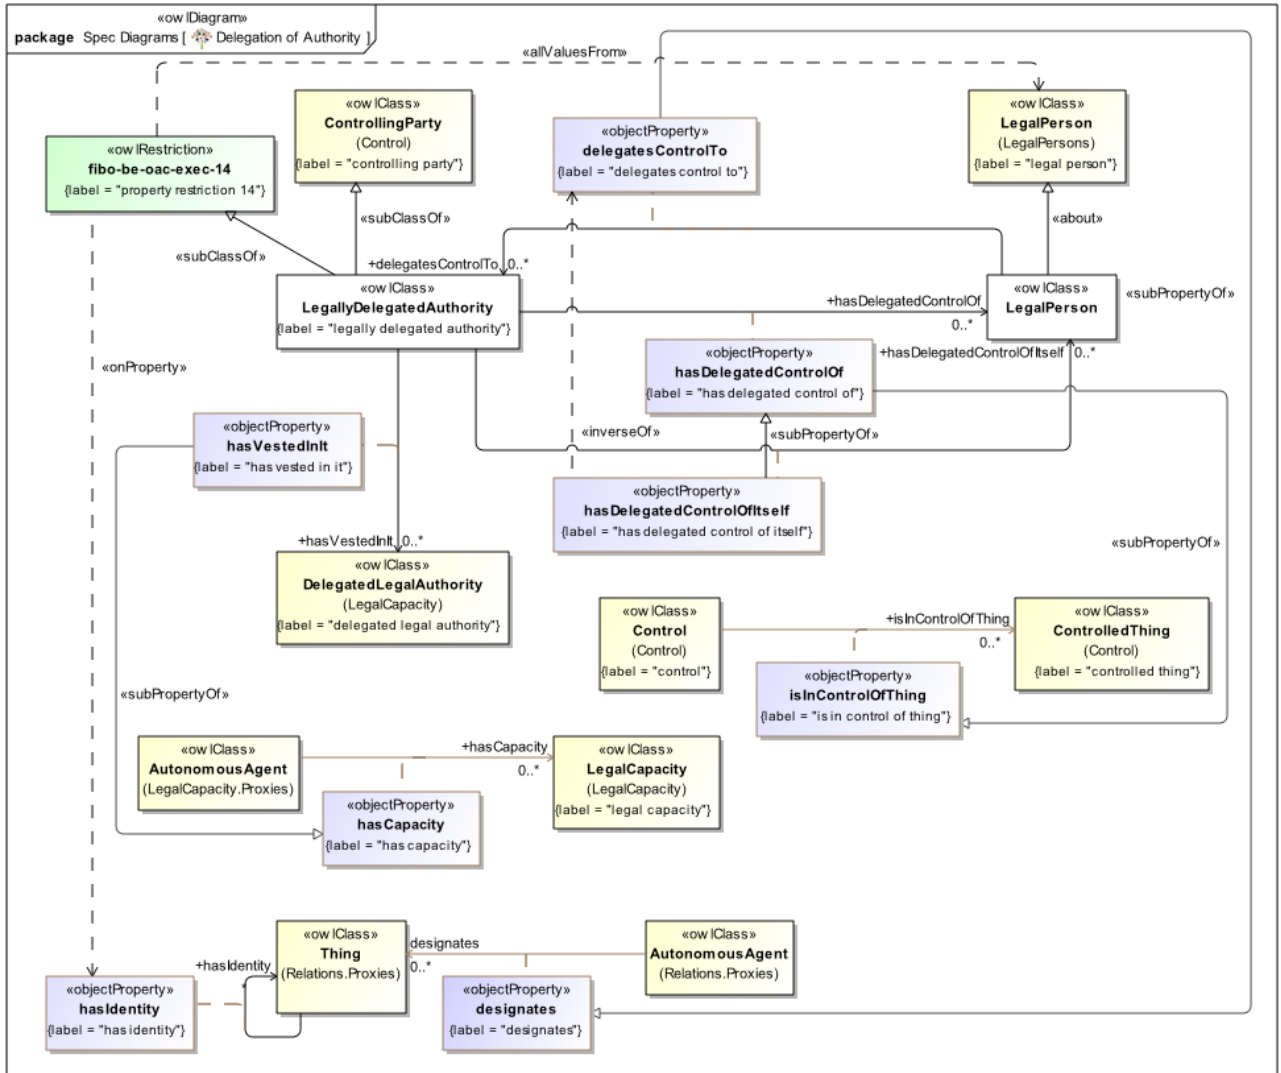 «owlDiagram»
package Spec Diagrams [ Delegation of Authority ]
«allValuesFrom»
«owlClass»
ControllingParty
(Control)
{label = "controlling party"}
«objectProperty»
delegatesControlTo
{label = "delegates control to"}
«owlClass»
LegalPerson
(LegalPersons)
{label = "legal person"}
«owlRestriction»
fibo-be-oac-exec-14
{label = "property restriction 14"}
«subClassOf»
«about»
«subClassOf»
+delegatesControlTo 0..*
«owlClass»
LegallyDelegatedAuthority
{label = "legally delegated authority"}
+hasDelegatedControlOf
0..*
«owlClass»
LegalPerson
«subPropertyOf»
«onProperty»
«objectProperty»
hasDelegatedControlOf
{label = "has delegated control of"}
+hasDelegatedControlOfItself 0..*
«objectProperty»
hasVestedInIt
{label = "has vested in it"}
«inverseOf»
«subPropertyOf»
«objectProperty»
hasDelegatedControlOfItself
{label = "has delegated control of itself"}
+hasVestedInIt 0..*
«subPropertyOf»
«owlClass»
DelegatedLegalAuthority
(LegalCapacity)
{label = "delegated legal authority"}
«owlClass»
Control
(Control)
{label = "control"}
+isInControlOfThing
0..*
«owlClass»
ControlledThing
(Control)
{label = "controlled thing"}
«objectProperty»
isInControlOfThing
{label = "is in control of thing"}
«subPropertyOf»
«owlClass»
AutonomousAgent
(LegalCapacity.Proxies)
+hasCapacity
0..*
«owlClass»
LegalCapacity
(LegalCapacity)
{label = "legal capacity"}
«objectProperty»
hasCapacity
{label = "has capacity"}
«owlClass»
Thing
(Relations.Proxies)
+hasIdentity
*
designates
0..*
«owlClass»
AutonomousAgent
(Relations.Proxies)
«objectProperty»
hasIdentity
{label = "has identity"}
«objectProperty»
designates
{label = "designates"}